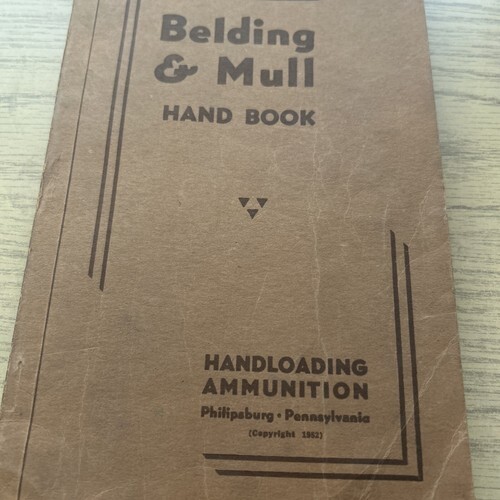 Belding
& Mull
HAND BOOK
HANDLOADING
AMMUNITION
Philipsburg • Pennsylvania
(Copyright 1952)